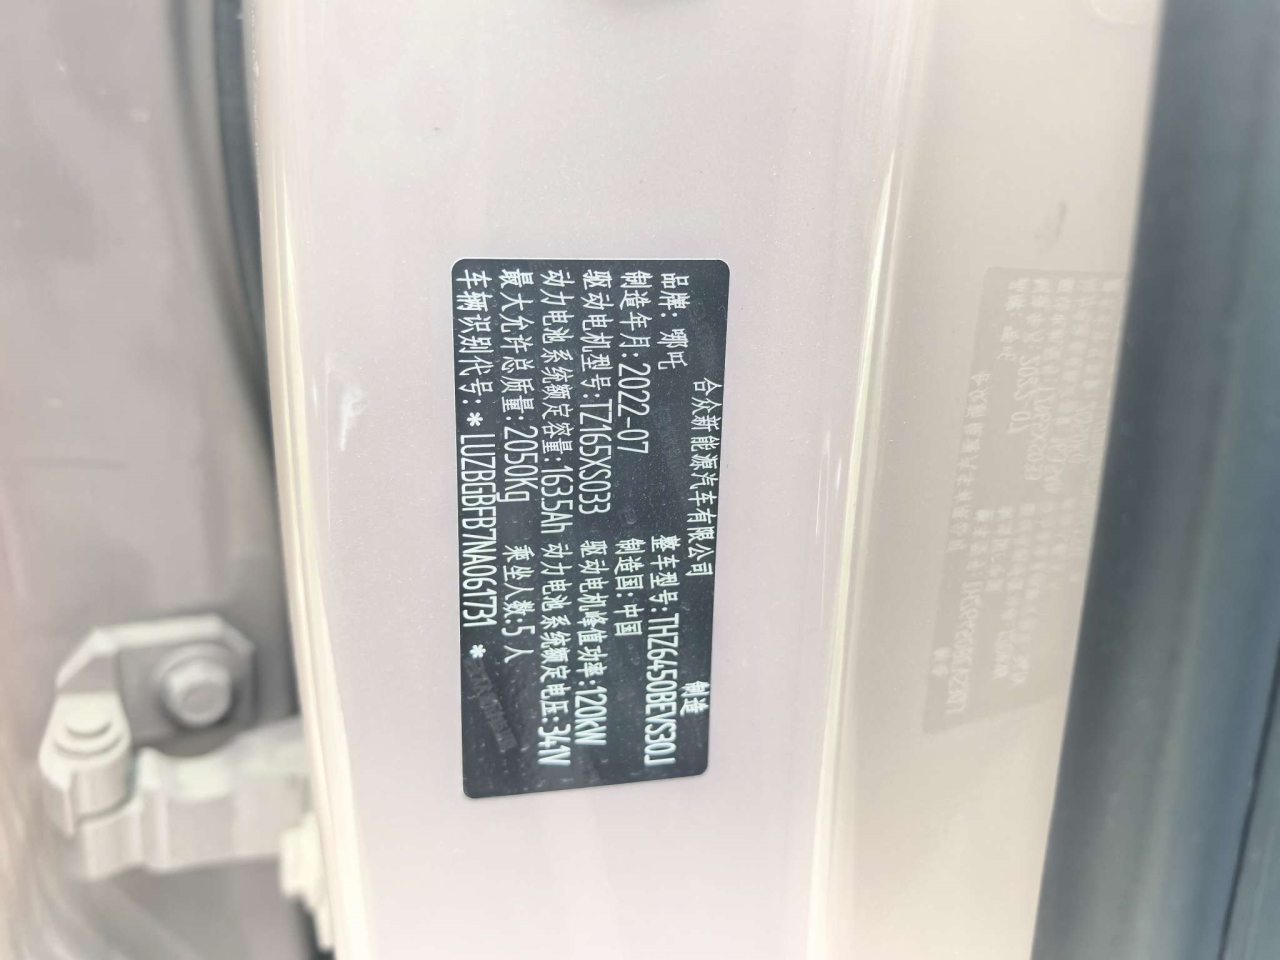 合众新能源汽车有限公司 制造
品牌：哪吒 整车型号：THZ6450BEVS30J
制造年月：2022-07 制造国：中国
驱动电机型号：TZ165XS033 驱动电机峰值功率：120kW
动力电池系统额定容量：163.5Ah 动力电池系统额定电压：341V
最大允许总质量：2050Kg 乘坐人数：5人
车辆识别代号：*LUZBGBFB7NA061731*